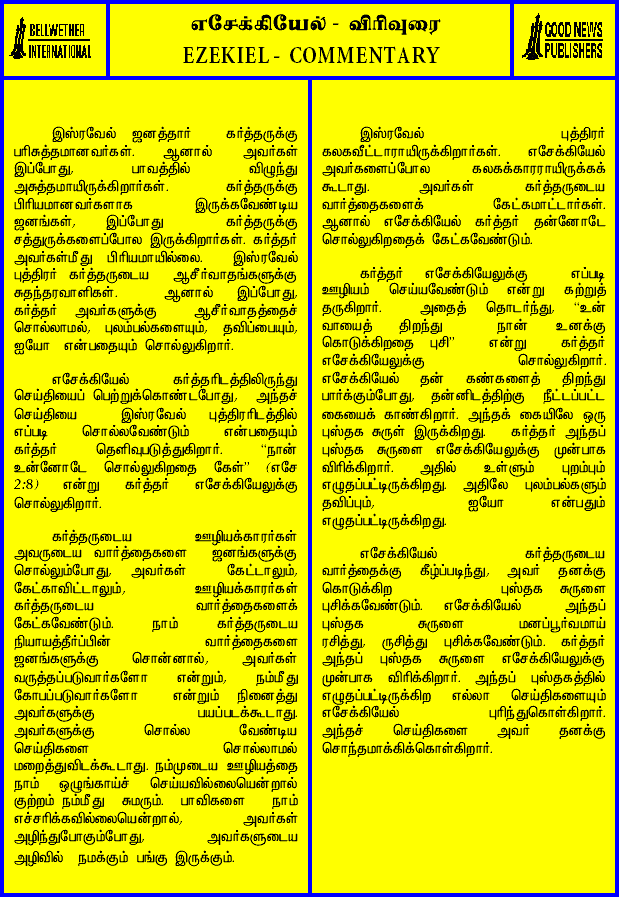 BELLWETHER
INTERNATIONAL
எசேக்கியேல் - விரிவுரை
EZEKIEL - COMMENTARY
GOOD NEWS
PUBLISHERS
இஸ்ரவேல் ஜனத்தார் கர்த்தருக்கு
பரிசுத்தமானவர்கள். ஆனால் அவர்கள்
இப்போது, பாவத்தில் விழுந்து
அசுத்தமாயிருக்கிறார்கள். கர்த்தருக்கு
பிரியமானவர்களாக இருக்கவேண்டிய
ஜனங்கள், இப்போது கர்த்தருக்கு
சத்துருக்களைப்போல இருக்கிறார்கள். கர்த்தர்
அவர்கள்மீது பிரியமாயில்லை. இஸ்ரவேல்
புத்திரர் கர்த்தருடைய ஆசீர்வாதங்களுக்கு
சுதந்தரவாளிகள். ஆனால் இப்போது,
கர்த்தர் அவர்களுக்கு ஆசீர்வாதத்தைச்
சொல்லாமல், புலம்பல்களையும், தவிப்பையும்,
ஐயோ என்பதையும் சொல்லுகிறார்.
எசேக்கியேல் கர்த்தரிடத்திலிருந்து
செய்தியைப் பெற்றுக்கொண்டபோது, அந்தச்
செய்தியை இஸ்ரவேல் புத்திரரிடத்தில்
எப்படி சொல்லவேண்டும் என்பதையும்
கர்த்தர் தெளிவுபடுத்துகிறார். “நான்
உன்னோடே சொல்லுகிறதை கேள்” (எசே
2:8) என்று கர்த்தர் எசேக்கியேலுக்கு
சொல்லுகிறார்.
கர்த்தருடைய ஊழியக்காரர்கள்
அவருடைய வார்த்தைகளை ஜனங்களுக்கு
சொல்லும்போது, அவர்கள் கேட்டாலும்,
கேட்காவிட்டாலும், ஊழியக்காரர்கள்
கர்த்தருடைய வார்த்தைகளைக்
கேட்கவேண்டும். நாம் கர்த்தருடைய
நியாயத்தீர்ப்பின் வார்த்தைகளை
ஜனங்களுக்கு சொன்னால், அவர்கள்
வருத்தப்படுவார்களோ என்றும், நம்மீது
கோபப்படுவார்களோ என்றும் நினைத்து
அவர்களுக்கு பயப்படக்கூடாது.
அவர்களுக்கு சொல்ல வேண்டிய
செய்திகளை சொல்லாமல்
மறைத்துவிடக்கூடாது. நம்முடைய ஊழியத்தை
நாம் ஒழுங்காய்ச் செய்யவில்லையென்றால்
குற்றம் நம்மீது சுமரும். பாவிகளை நாம்
எச்சரிக்கவில்லையென்றால், அவர்கள்
அழிந்துபோகும்போது, அவர்களுடைய
அழிவில் நமக்கும் பங்கு இருக்கும்.
இஸ்ரவேல் புத்திரர்
கலகவீட்டாராயிருக்கிறார்கள். எசேக்கியேல்
அவர்களைப்போல கலகக்காரராயிருக்கக்
கூடாது. அவர்கள் கர்த்தருடைய
வார்த்தைகளைக் கேட்கமாட்டார்கள்.
ஆனால் எசேக்கியேல் கர்த்தர் தன்னோடே
சொல்லுகிறதைக் கேட்கவேண்டும்.
கர்த்தர் எசேக்கியேலுக்கு எப்படி
ஊழியம் செய்யவேண்டும் என்று கற்றுத்
தருகிறார். அதைத் தொடர்ந்து, “உன்
வாயைத் திறந்து நான் உனக்கு
கொடுக்கிறதை புசி” என்று கர்த்தர்
எசேக்கியேலுக்கு சொல்லுகிறார்.
எசேக்கியேல் தன் கண்களைத் திறந்து
பார்க்கும்போது, தன்னிடத்திற்கு நீட்டப்பட்ட
கையைக் காண்கிறார். அந்தக் கையிலே ஒரு
புஸ்தக சுருள் இருக்கிறது. கர்த்தர் அந்தப்
புஸ்தக சுருளை எசேக்கியேலுக்கு முன்பாக
விரிக்கிறார். அதில் உள்ளும் புறம்பும்
எழுதப்பட்டிருக்கிறது. அதிலே புலம்பல்களும்
தவிப்பும், ஐயோ என்பதும்
எழுதப்பட்டிருக்கிறது.
எசேக்கியேல் கர்த்தருடைய
வார்த்தைக்கு கீழ்ப்படிந்து, அவர் தனக்கு
கொடுக்கிற புஸ்தக சுருளை
புசிக்கவேண்டும். எசேக்கியேல் அந்தப்
புஸ்தக சுருளை மனப்பூர்வமாய்
ரசித்து, ருசித்து புசிக்கவேண்டும். கர்த்தர்
அந்தப் புஸ்தக சுருளை எசேக்கியேலுக்கு
முன்பாக விரிக்கிறார். அந்தப் புஸ்தகத்தில்
எழுதப்பட்டிருக்கிற எல்லா செய்திகளையும்
எசேக்கியேல் புரிந்துகொள்கிறார்.
அந்தச் செய்திகளை அவர் தனக்கு
சொந்தமாக்கிக்கொள்கிறார்.